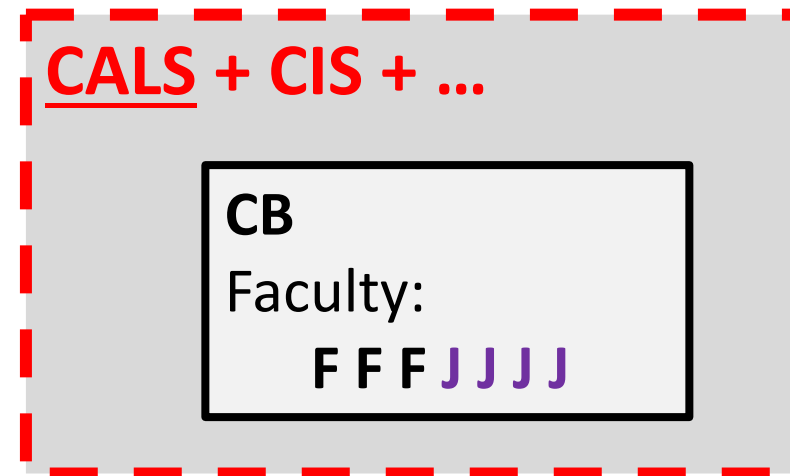 CALS + CIS + …
CB
Faculty:
F F F J J J J